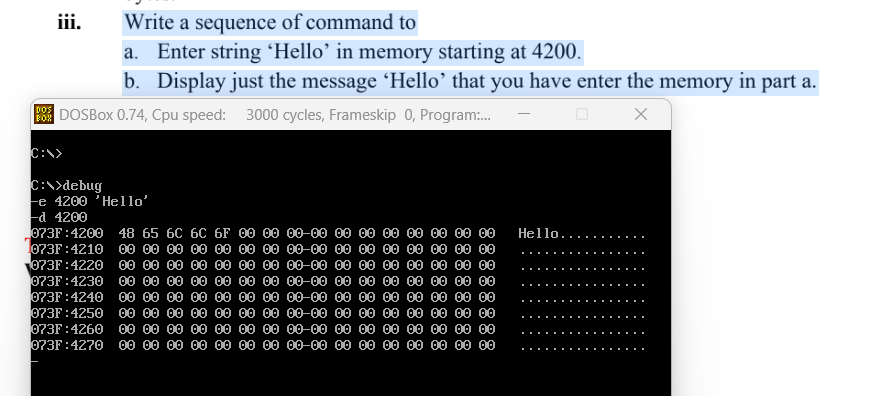 iii. Write a sequence of command to
a. Enter string ‘Hello’ in memory starting at 4200.
b. Display just the message ‘Hello’ that you have enter the memory in part a.
DOSBox 0.74, Cpu speed: 3000 cycles, Frameskip 0, Program:...
C:\>
C:\>debug
-e 4200 'Hello'
-d 4200
073F:4200 48 65 6C 6C 6F 00 00 00-00 00 00 00 00 00 00 00 Hello...........
073F:4210 00 00 00 00 00 00 00 00-00 00 00 00 00 00 00 00 ................
073F:4220 00 00 00 00 00 00 00 00-00 00 00 00 00 00 00 00 ................
073F:4230 00 00 00 00 00 00 00 00-00 00 00 00 00 00 00 00 ................
073F:4240 00 00 00 00 00 00 00 00-00 00 00 00 00 00 00 00 ................
073F:4250 00 00 00 00 00 00 00 00-00 00 00 00 00 00 00 00 ................
073F:4260 00 00 00 00 00 00 00 00-00 00 00 00 00 00 00 00 ................
073F:4270 00 00 00 00 00 00 00 00-00 00 00 00 00 00 00 00 ................
-